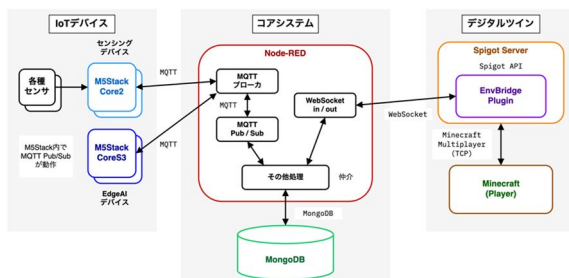 IoTデバイス
コアシステム
デジタルツイン
センシング
デバイス
各種
センサ
M5Stack
Core2
MQTT
M5Stack
CoreS3
MQTT
M5Stack内で
MQTT Pub/Sub
が動作
EdgeAI
デバイス
Node-RED
MQTT
ブローカ
MQTT
MQTT
Pub / Sub
WebSocket
in / out
その他処理
仲介
MongoDB
MongoDB
WebSocket
Spigot Server
Spigot API
EnvBridge
Plugin
Minecraft
Multiplayer
(TCP)
Minecraft
(Player)